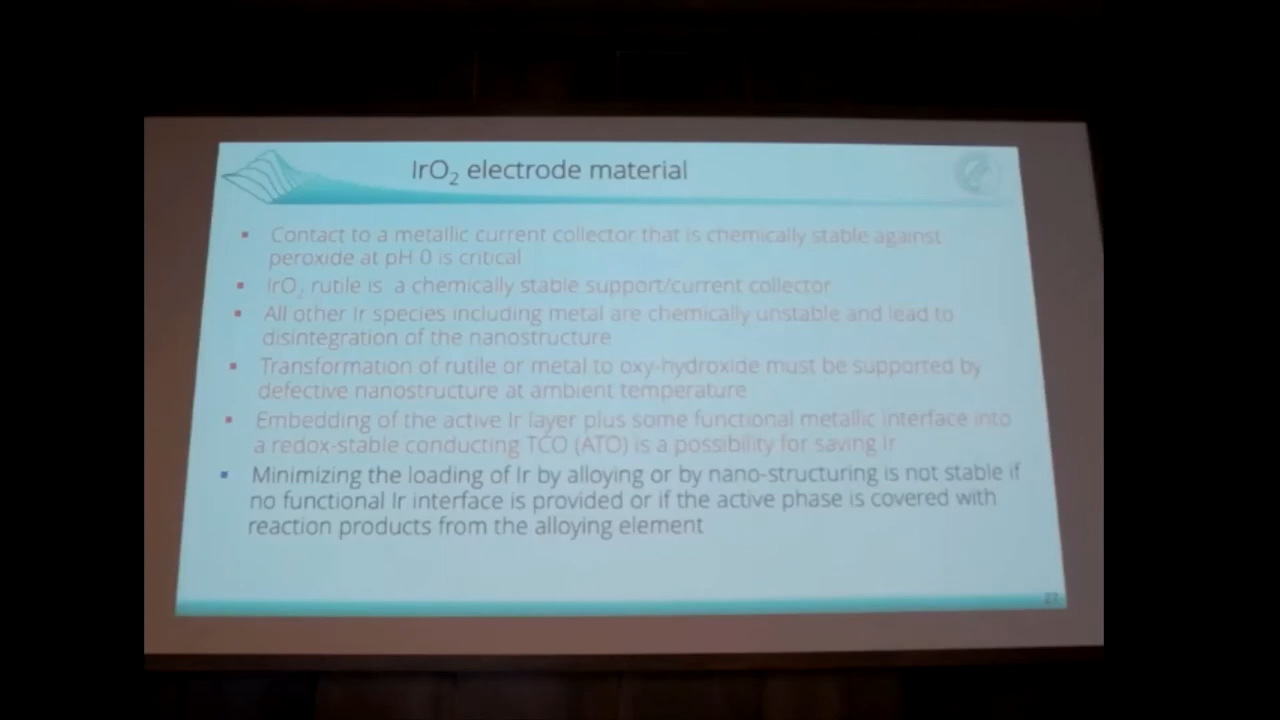 IrO₂ electrode material
▪ Contact to a metallic current collector that is chemically stable against
peroxide at pH 0 is critical
▪ IrO₂ rutile is a chemically stable support/current collector
▪ All other Ir species including metal are chemically unstable and lead to
disintegration of the nanostructure
▪ Transformation of rutile or metal to oxy-hydroxide must be supported by
defective nanostructure at ambient temperature
▪ Embedding of the active Ir layer plus some functional metallic interface into
a redox-stable conducting TCO (ATO) is a possibility for saving Ir
▪ Minimizing the loading of Ir by alloying or by nano-structuring is not stable if
no functional Ir interface is provided or if the active phase is covered with
reaction products from the alloying element